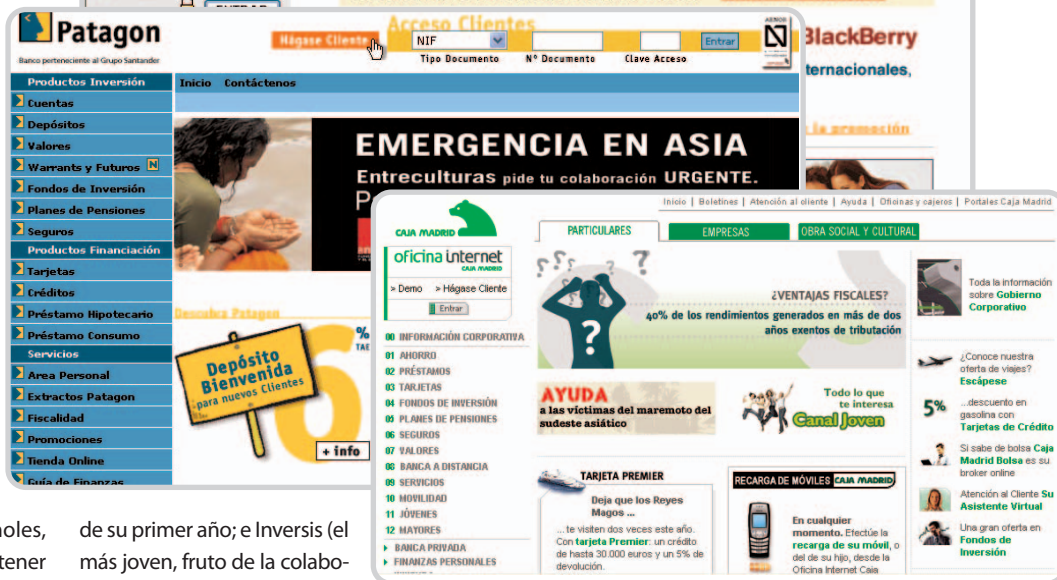 ENTRAR
BlackBerry
ternacionales,
la promoción
Patagon
Banco perteneciente al Grupo Santander
Acceso Clientes
Hágase Cliente
NIF
Entrar
Tipo Documento Nº Documento Clave Acceso
Inicio Contáctenos
Productos Inversión
Cuentas
Depósitos
Valores
Warrants y Futuros N
Fondos de Inversión
Planes de Pensiones
Seguros
Productos Financiación
Tarjetas
Créditos
Préstamo Hipotecario
Préstamo Consumo
Servicios
Area Personal
Extractos Patagon
Fiscalidad
Promociones
Tienda Online
Guía de Finanzas
EMERGENCIA EN ASIA
Entreculturas pide tu colaboración URGENTE.
P
Descubra Patagon
Depósito
Bienvenida
para nuevos Clientes
6
%
TAE
+ info
Inicio | Boletines | Atención al cliente | Ayuda | Oficinas y cajeros | Portales Caja Madrid
CAJA MADRID
oficina internet
CAJA MADRID
> Demo > Hágase Cliente
Entrar
PARTICULARES EMPRESAS OBRA SOCIAL Y CULTURAL
00 INFORMACIÓN CORPORATIVA
01 AHORRO
02 PRÉSTAMOS
03 TARJETAS
04 FONDOS DE INVERSIÓN
05 PLANES DE PENSIONES
06 SEGUROS
07 VALORES
08 BANCA A DISTANCIA
09 SERVICIOS
10 MOVILIDAD
11 JÓVENES
12 MAYORES
BANCA PRIVADA
FINANZAS PERSONALES
? ? ?
?
¿VENTAJAS FISCALES?
40% de los rendimientos generados en más de dos
años exentos de tributación
AYUDA
a las víctimas del maremoto del
sudeste asiático
Todo lo que
te interesa
Canal Joven
TARJETA PREMIER
Deja que los Reyes
Magos ...
... te visiten dos veces este año.
Con tarjeta Premier: un crédito
de hasta 30.000 euros y un 5% de
devolución.
RECARGA DE MÓVILES CAJA MADRID
En cualquier
momento. Efectúe la
recarga de su móvil, o
del de su hijo, desde la
Oficina Internet Caja
Toda la información
sobre Gobierno
Corporativo
¿Conoce nuestra
oferta de viajes?
Escápese
5%
...descuento en
gasolina con
Tarjetas de Crédito
Si sabe de bolsa Caja
Madrid Bolsa es su
broker online
Atención al Cliente Su
Asistente Virtual
Una gran oferta en
Fondos de
Inversión
noles,
tener
de su primer año; e Inversis (el
más joven, fruto de la colabo-